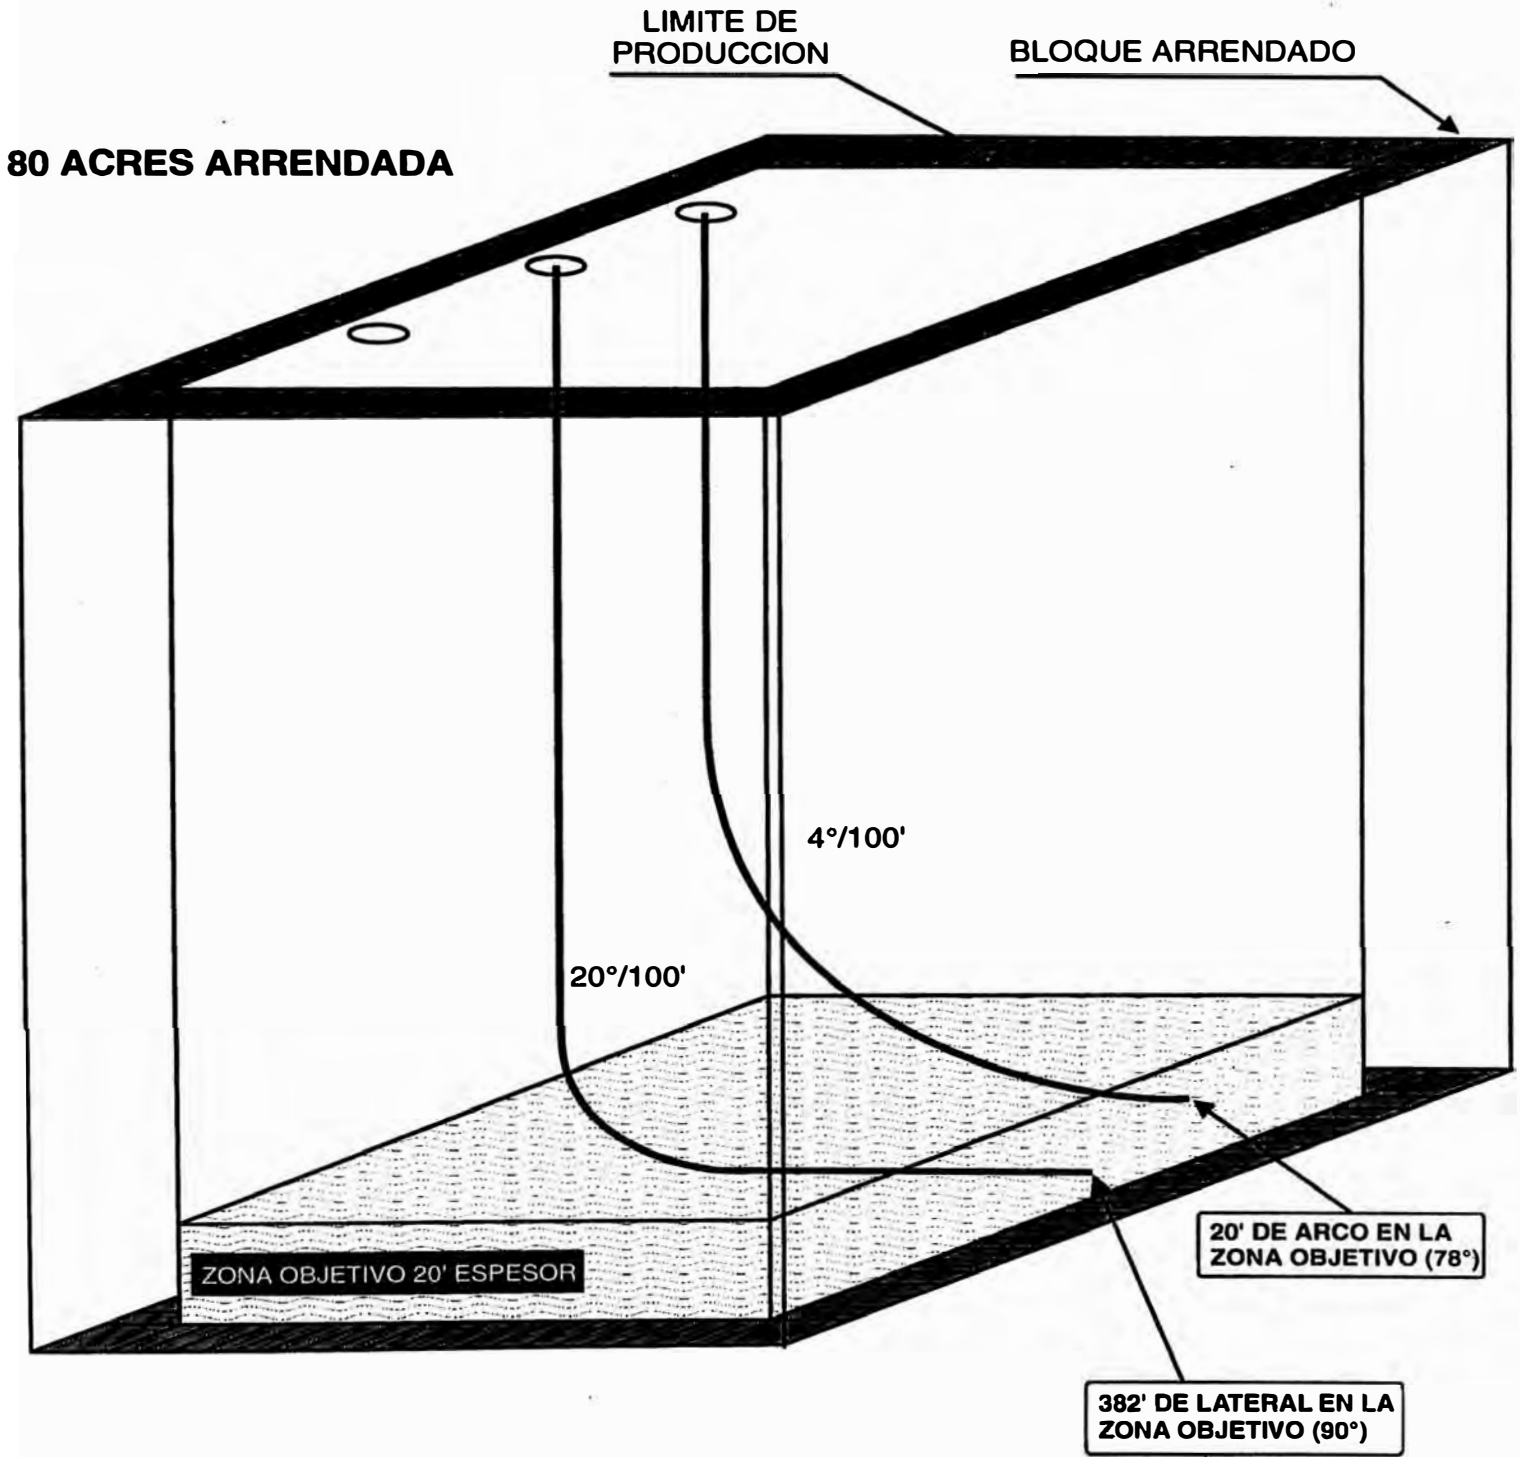 LIMITE DE
PRODUCCION
BLOQUE ARRENDADO
80 ACRES ARRENDADA
4°/100'
20°/100'
20' DE ARCO EN LA
ZONA OBJETIVO (78°)
ZONA OBJETIVO 20' ESPESOR
382' DE LATERAL EN LA
ZONA OBJETIVO (90°)